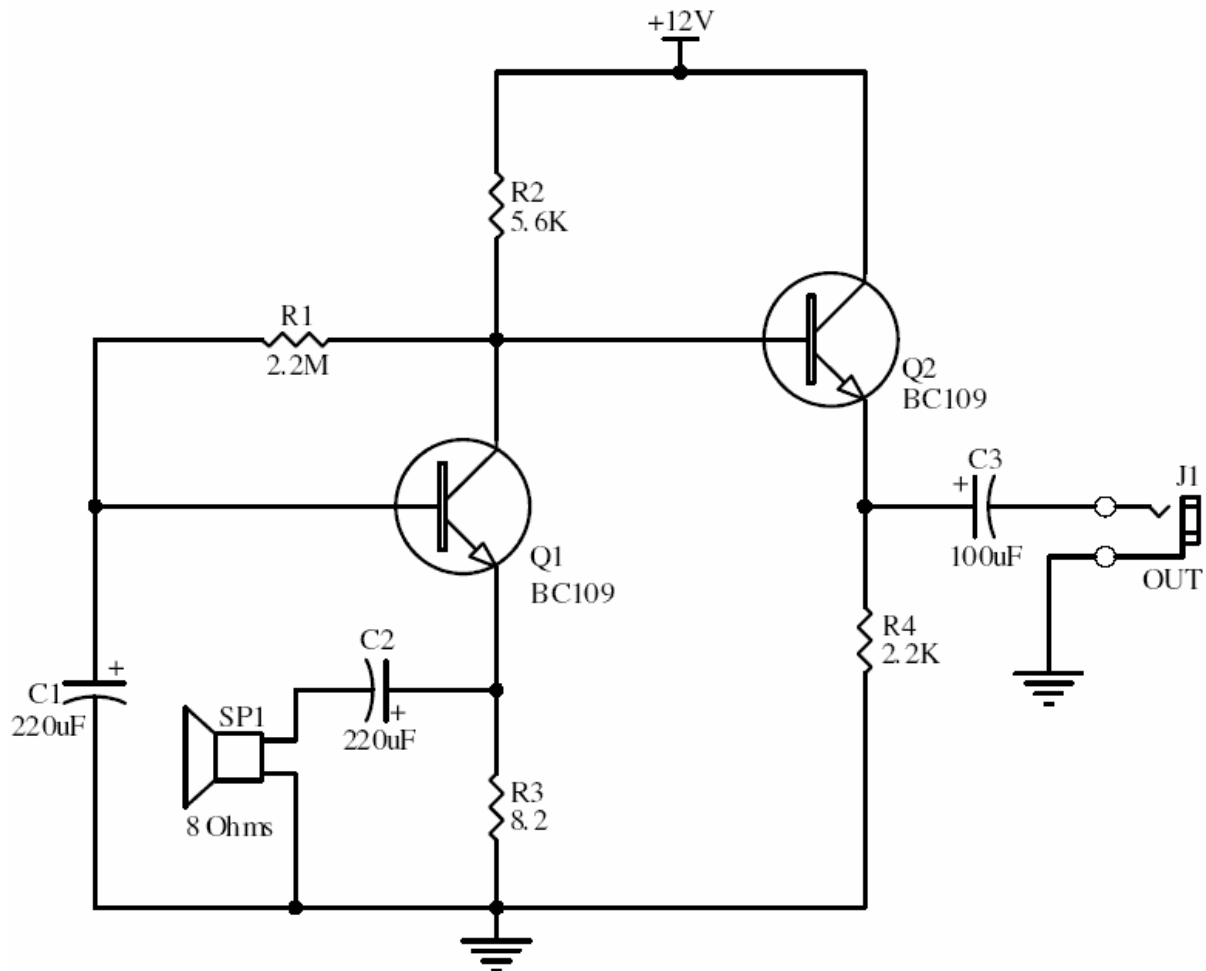 +12V
R2
5.6K
R1
2.2M
Q2
BC109
C3
+
100uF
J1
OUT
Q1
BC109
R4
2.2K
C2
+
220uF
C1
+
220uF
SP1
8 Ohms
R3
8.2